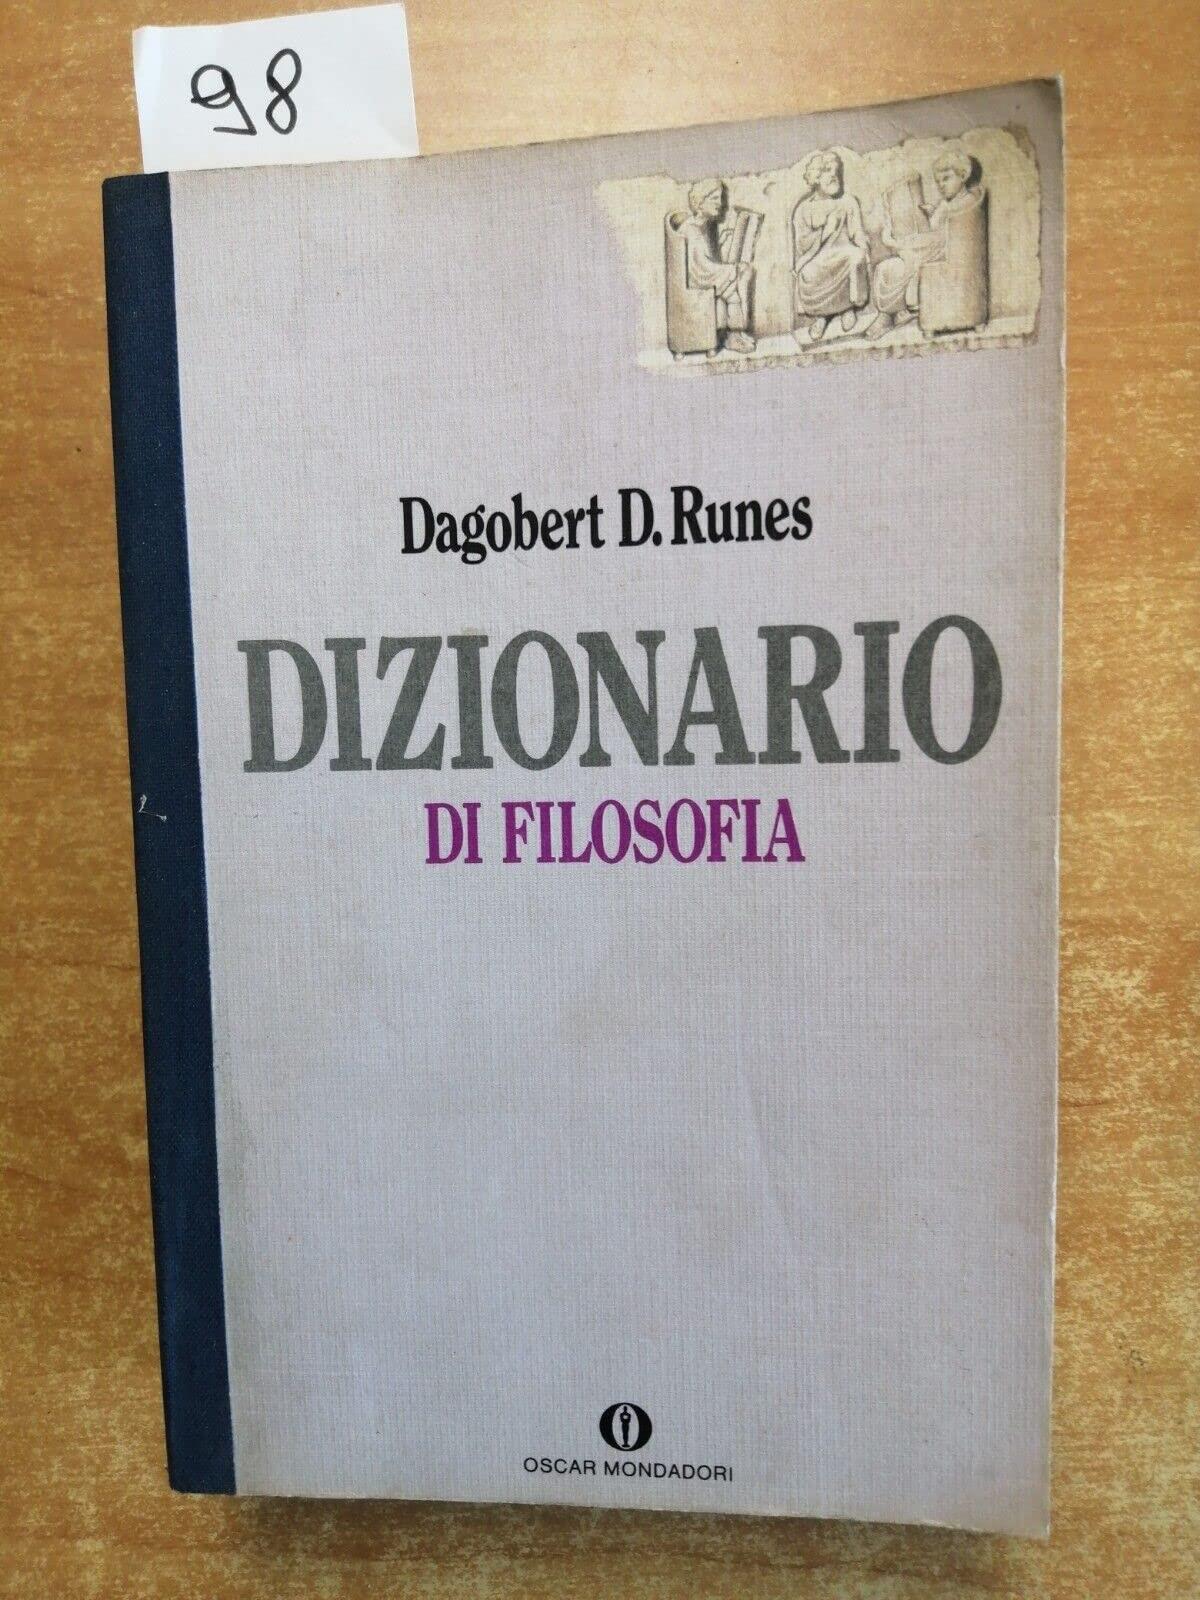 98
Dagobert D. Runes
DIZIONARIO
DI FILOSOFIA
OSCAR MONDADORI